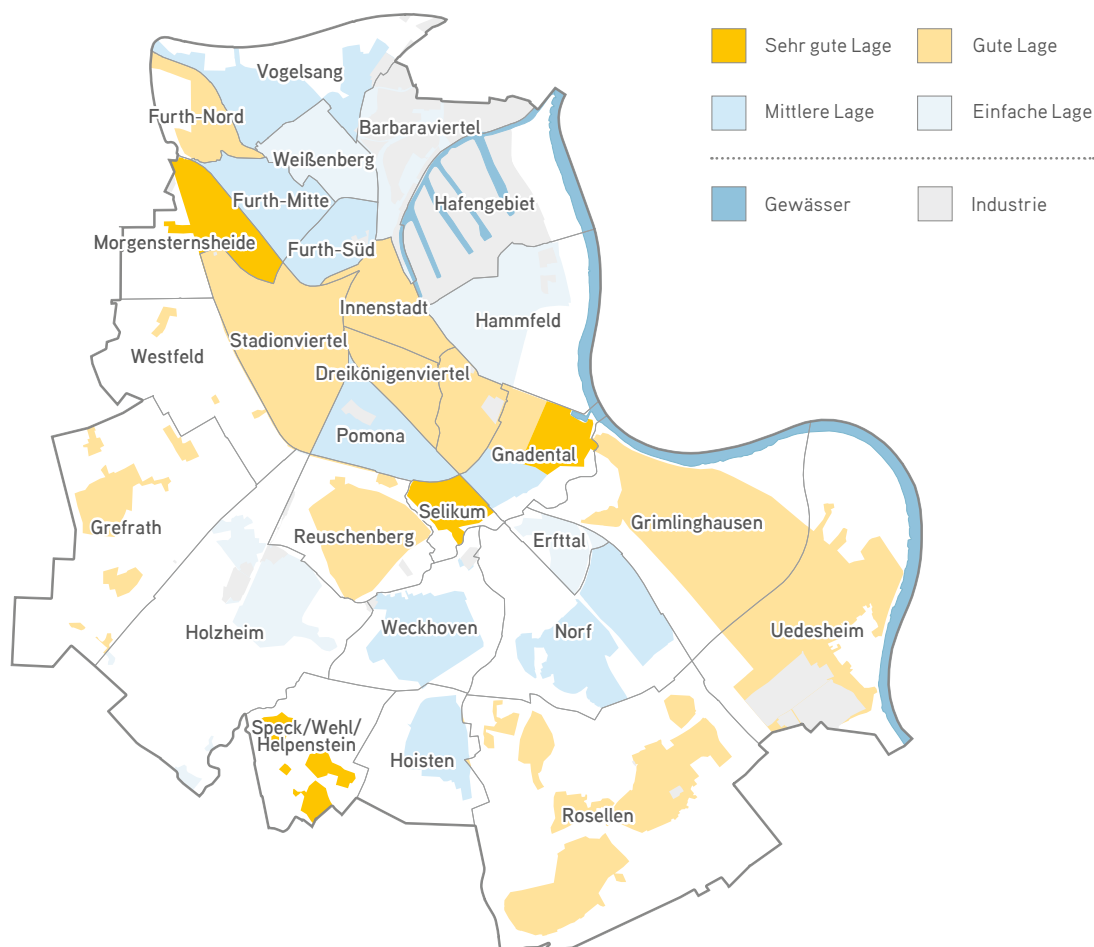 Sehr gute Lage
Gute Lage
Mittlere Lage
Einfache Lage
Gewässer
Industrie
Vogelsang
Furth-Nord
Barbaraviertel
Weißenberg
Furth-Mitte
Hafengebiet
Morgensternsheide
Furth-Süd
Innenstadt
Hammfeld
Stadionviertel
Westfeld
Dreikönigenviertel
Pomona
Gnadental
Selikum
Grefrath
Reuschenberg
Erfttal
Grimlinghausen
Holzheim
Weckhoven
Norf
Uedesheim
Speck/Wehl/
Helpenstein
Hoisten
Rosellen